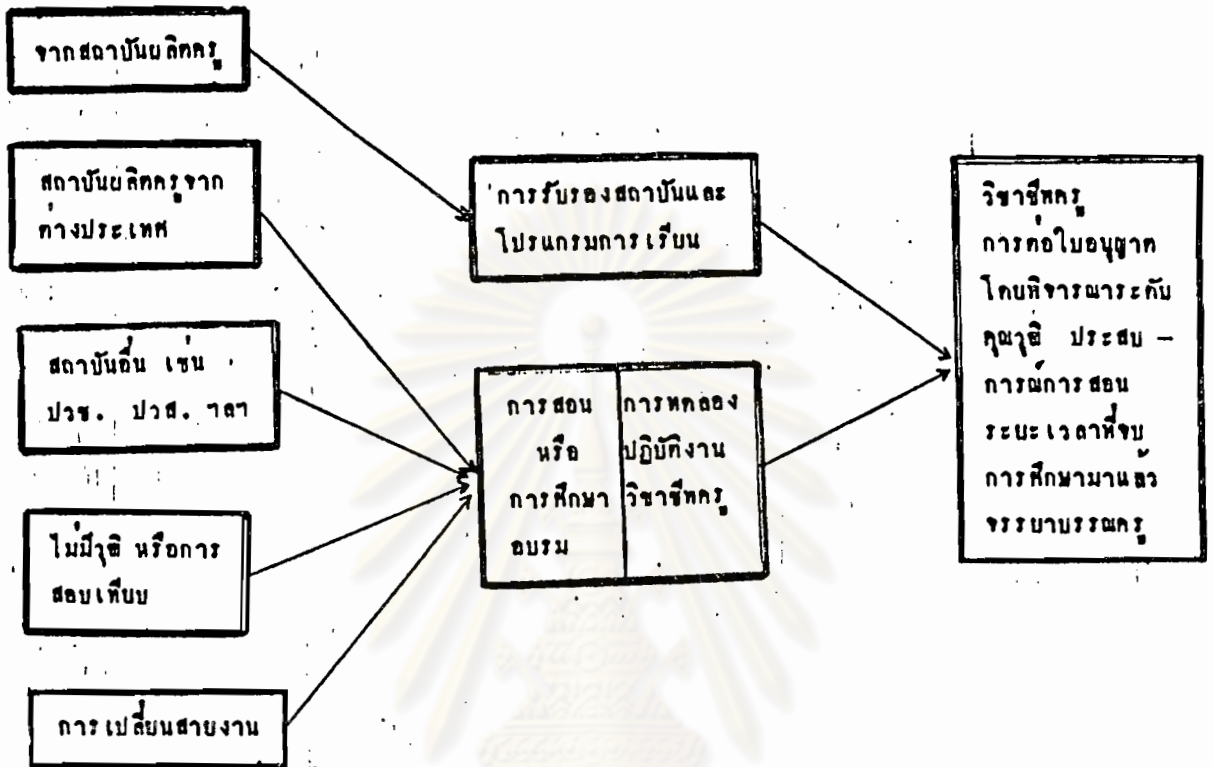 จากสถาบันผลิตครู
สถาบันผลิตครูจาก
ต่างประเทศ
สถาบันอื่น เช่น
ปวช. ปวส. ฯลฯ
ไม่มีวุฒิ หรือการ
สอบเทียบ
การเปลี่ยนสายงาน
การรับรองสถาบันและ
โปรแกรมการเรียน
การสอน
หรือ
การศึกษา
อบรม
การทดลอง
ปฏิบัติงาน
วิชาชีพครู
วิชาชีพครู
การต่อใบอนุญาต
โดยพิจารณาระดับ
คุณวุฒิ ประสบ -
การณ์การสอน
ระยะเวลาที่จบ
การศึกษามาแล้ว
จรรยาบรรณครู